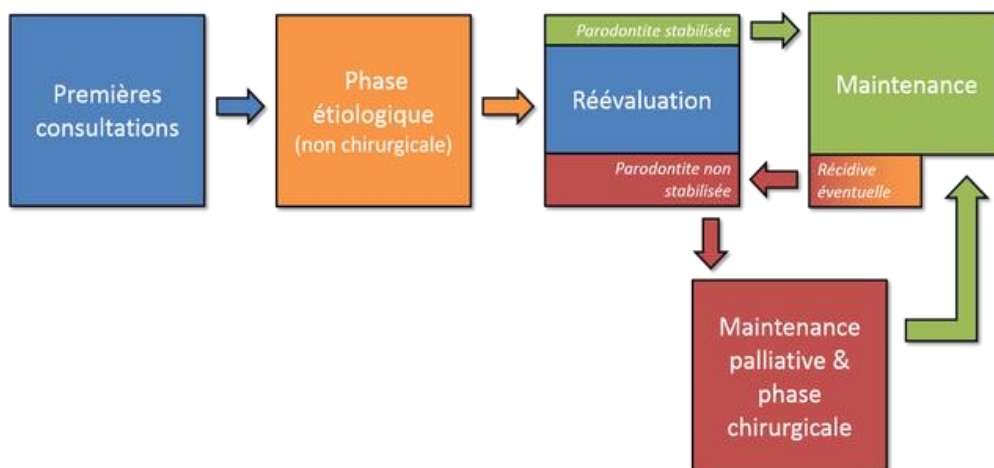 Premières
consultations
Phase
étiologique
(non chirurgicale)
Parodontite stabilisée
Réévaluation
Parodontite non
stabilisée
Maintenance
Récidive
éventuelle
Maintenance
palliative &
phase
chirurgicale